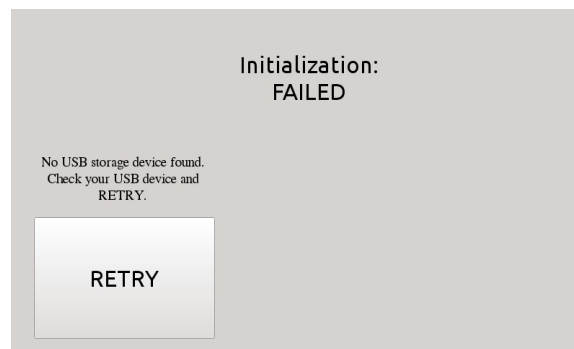 Initialization:
FAILED
No USB storage device found.
Check your USB device and
RETRY.
RETRY